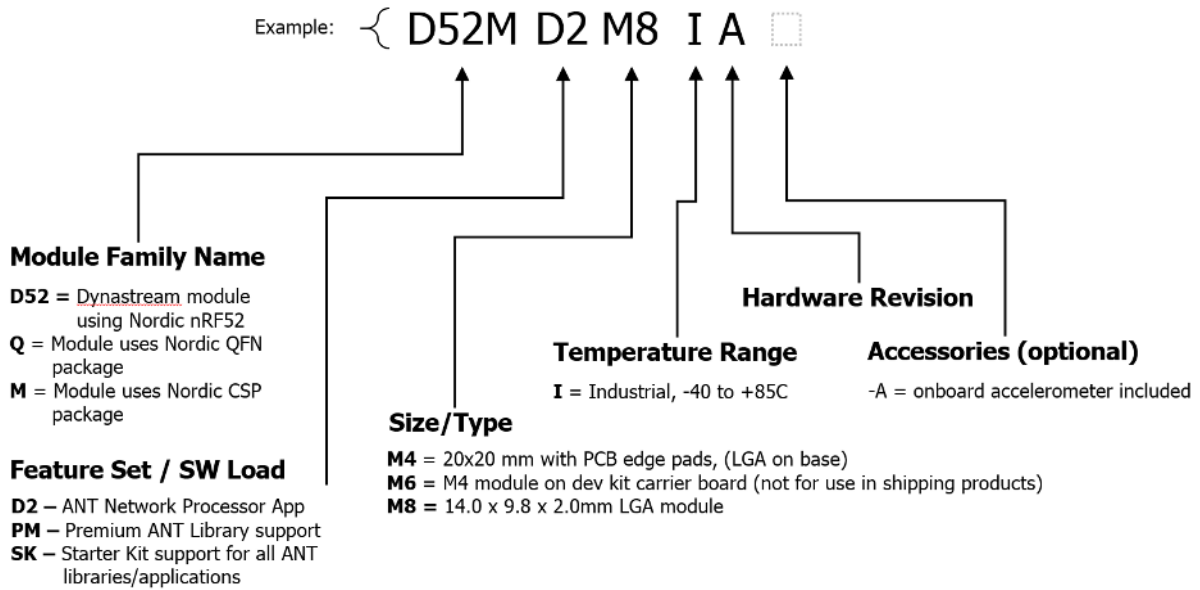 Example: D52M D2 M8 I A
Module Family Name
D52 = Dynastream module
using Nordic nRF52
Q = Module uses Nordic QFN
package
M = Module uses Nordic CSP
package
Feature Set / SW Load
D2 – ANT Network Processor App
PM – Premium ANT Library support
SK – Starter Kit support for all ANT
libraries/applications
Size/Type
M4 = 20x20 mm with PCB edge pads, (LGA on base)
M6 = M4 module on dev kit carrier board (not for use in shipping products)
M8 = 14.0 x 9.8 x 2.0mm LGA module
Temperature Range
I = Industrial, -40 to +85C
Hardware Revision
Accessories (optional)
-A = onboard accelerometer included